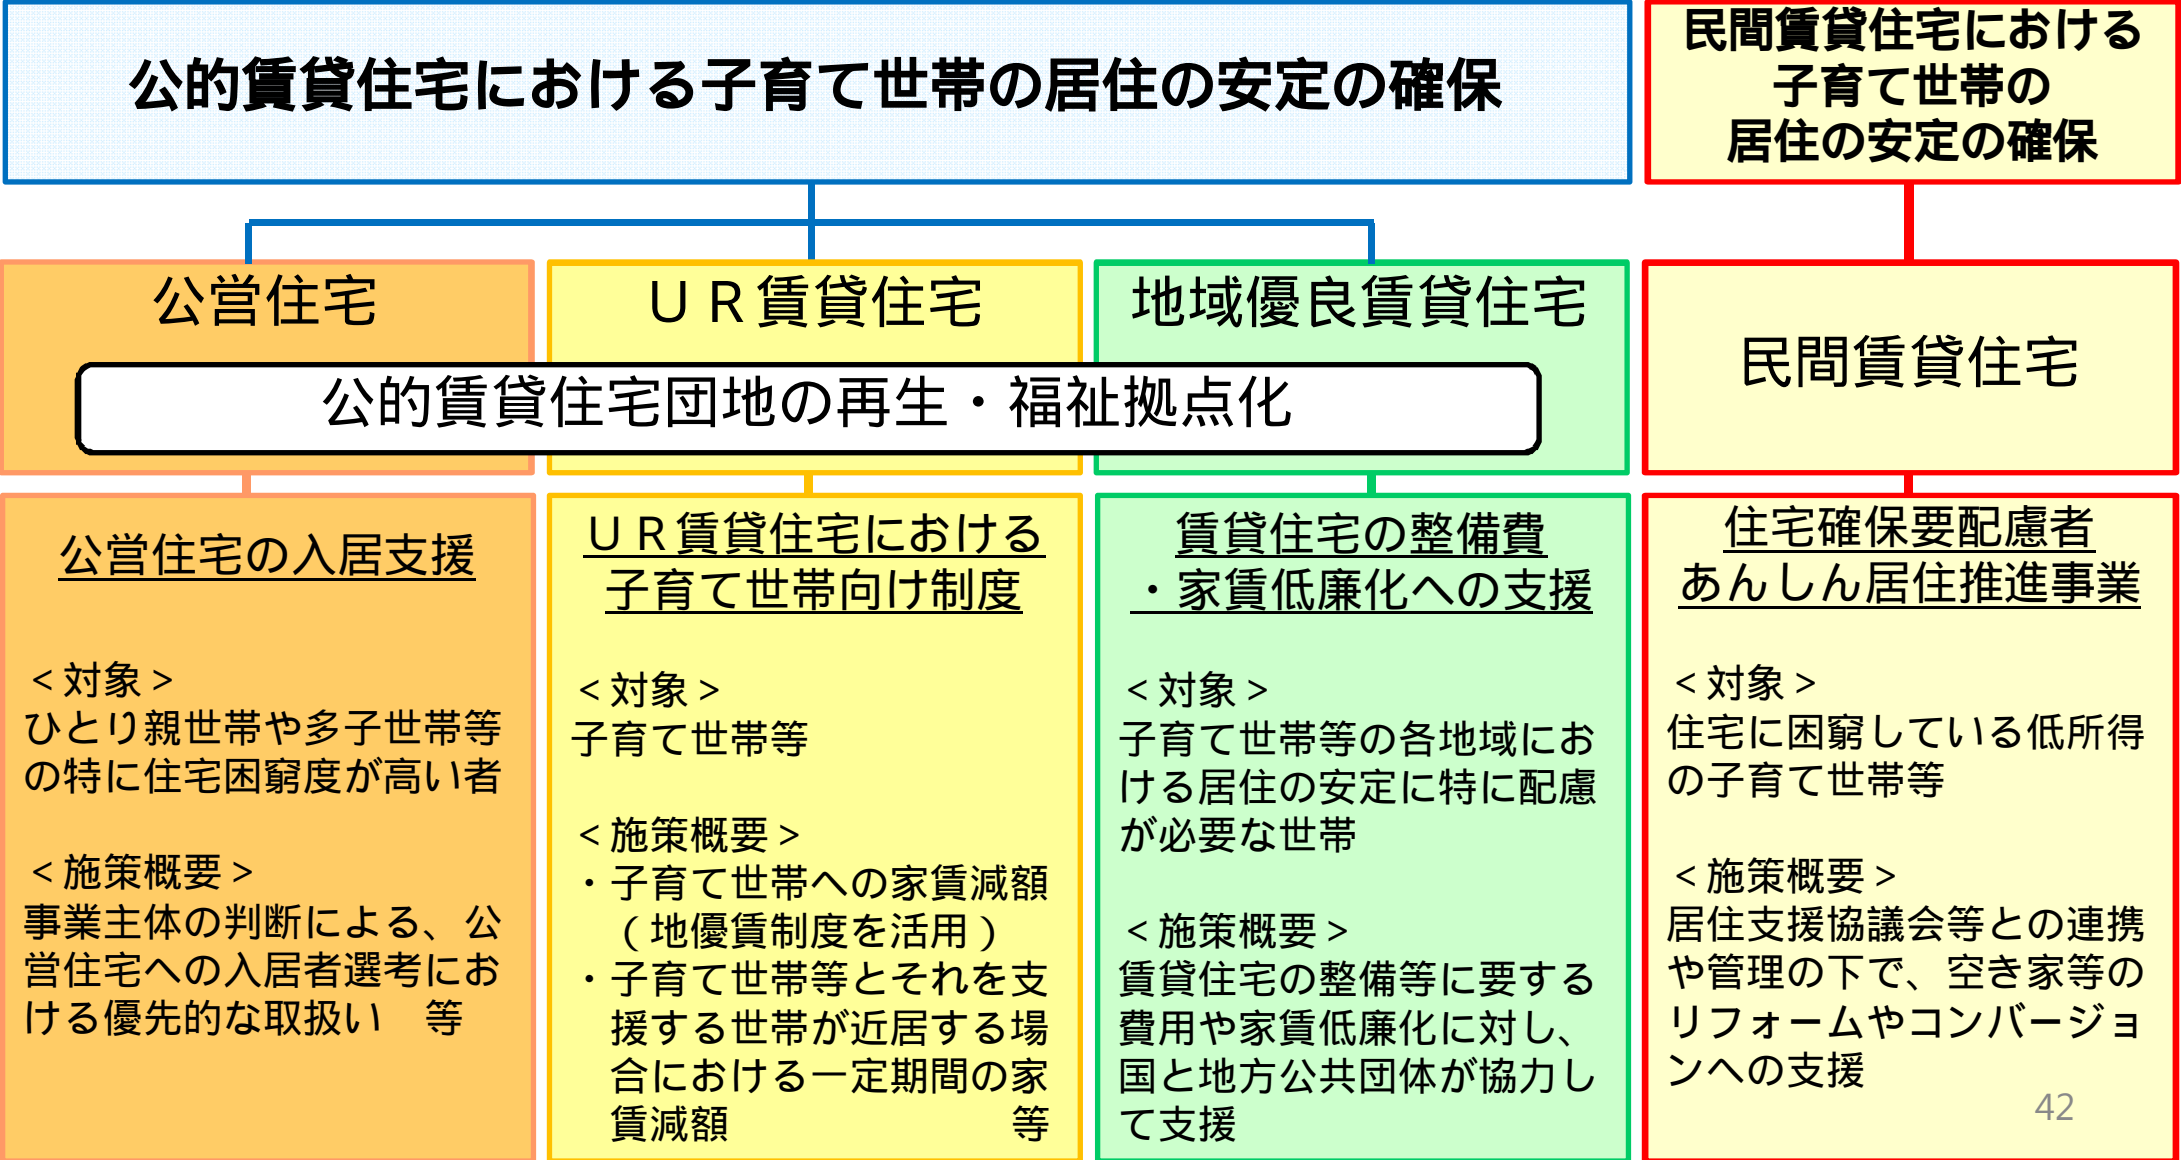 公的賃貸住宅における子育て世帯の居住の安定の確保
民間賃貸住宅における
子育て世帯の
居住の安定の確保
公営住宅
ＵＲ賃貸住宅
地域優良賃貸住宅
民間賃貸住宅
公的賃貸住宅団地の再生・福祉拠点化
公営住宅の入居支援
＜対象＞
ひとり親世帯や多子世帯等
の特に住宅困窮度が高い者
＜施策概要＞
事業主体の判断による、公
営住宅への入居者選考にお
ける優先的な取扱い　等
ＵＲ賃貸住宅における
子育て世帯向け制度
＜対象＞
子育て世帯等
＜施策概要＞
・子育て世帯への家賃減額
（地優賃制度を活用）
・子育て世帯等とそれを支
援する世帯が近居する場
合における一定期間の家
賃減額　　　　　　　等
賃貸住宅の整備費
・家賃低廉化への支援
＜対象＞
子育て世帯等の各地域にお
ける居住の安定に特に配慮
が必要な世帯
＜施策概要＞
賃貸住宅の整備等に要する
費用や家賃低廉化に対し、
国と地方公共団体が協力し
て支援
住宅確保要配慮者
あんしん居住推進事業
＜対象＞
住宅に困窮している低所得
の子育て世帯等
＜施策概要＞
居住支援協議会等との連携
や管理の下で、空き家等の
リフォームやコンバージョ
ンへの支援
42